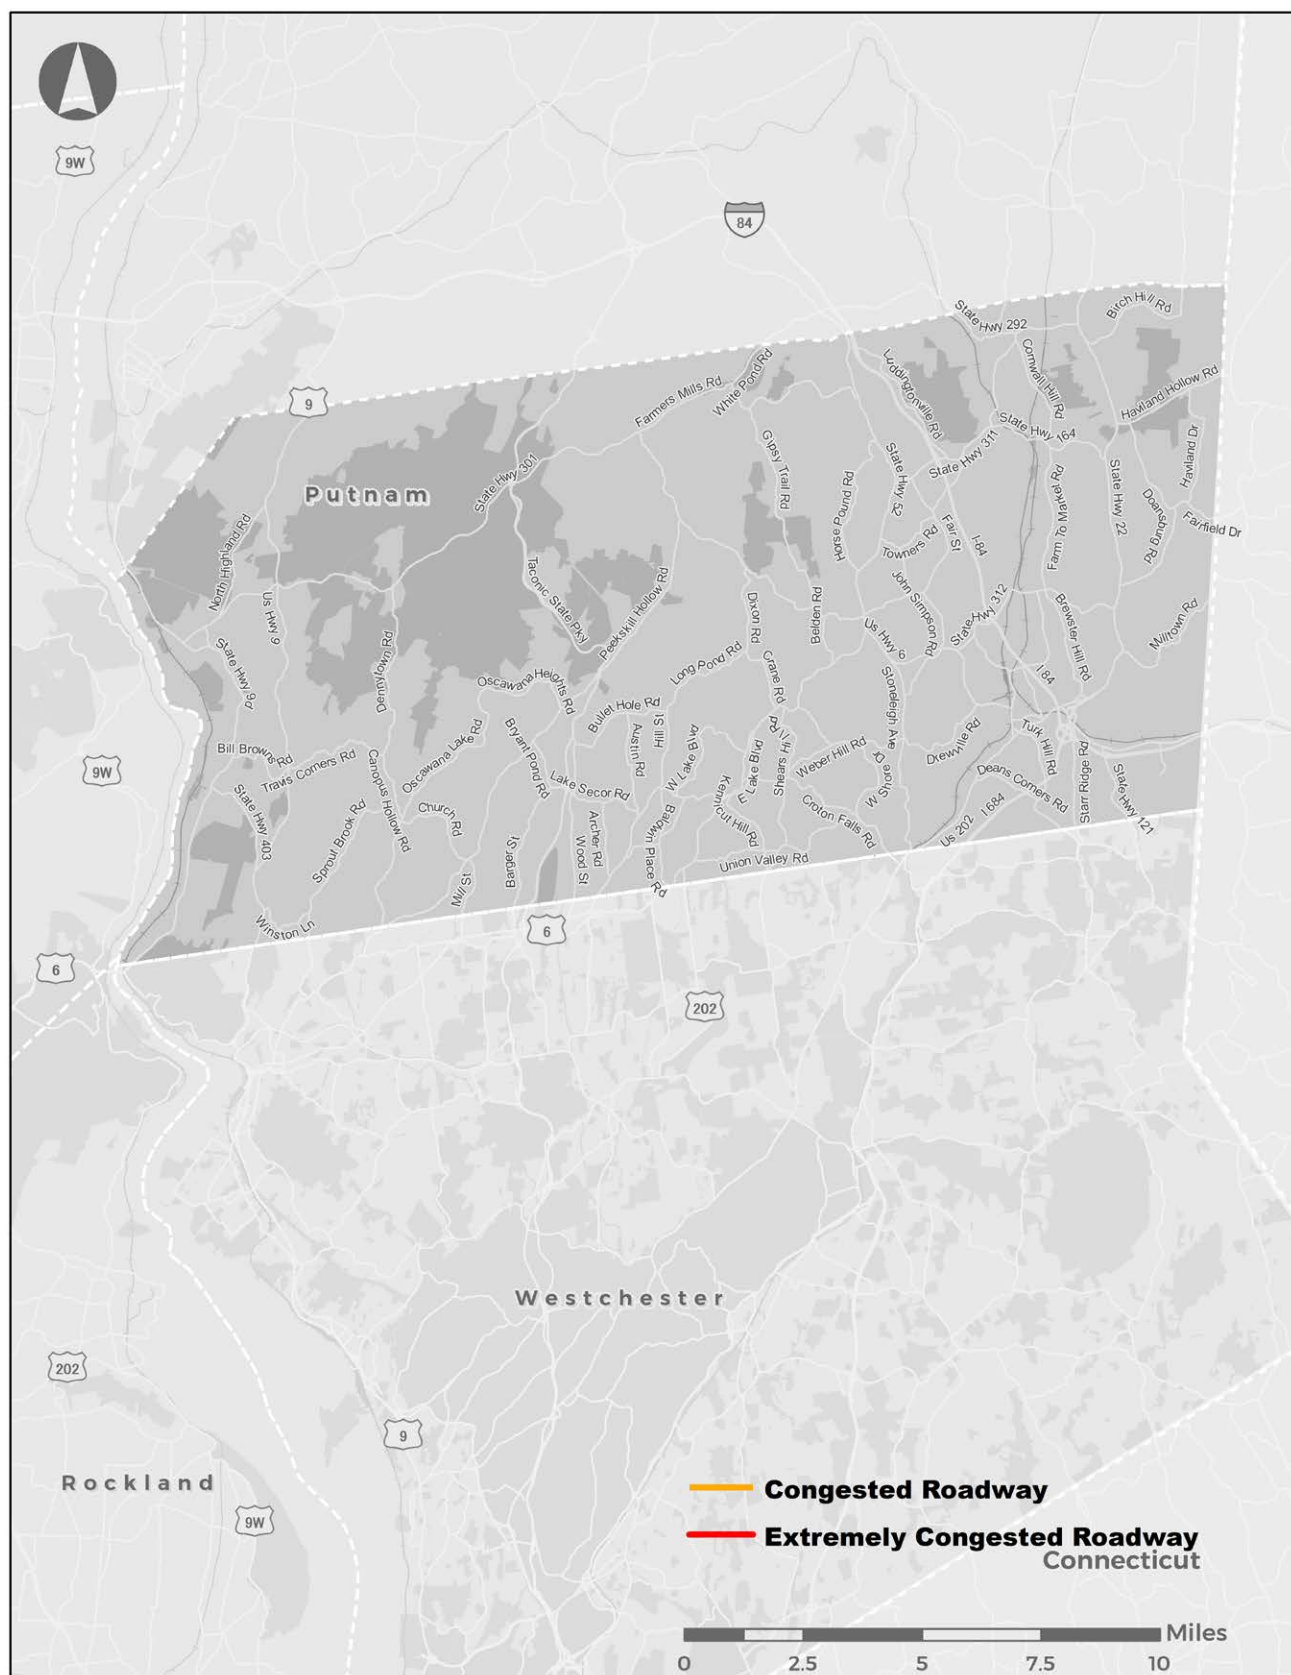 9W
84
State Hwy 292
Birch Hill Rd
Cornwall Hill Rd
Luddingtonville Rd
White Pond Rd
Farmers Mills Rd
Haviland Hollow Rd
9
State Hwy 164
State Hwy 311
Haviland Dr
Gipsy Trail Rd
State Hwy 52
State Hwy 301
Putnam
State Hwy 22
Farm To Market Rd
Horse Pound Rd
Doansburg Rd
Fairfield Dr
North Highland Rd
Fair St
I-84
Towners Rd
Taconic State Pky
Peekskill Hollow Rd
John Simpson Rd
State Hwy 312
Us Hwy 9
Dixon Rd
Belden Rd
Brewster Hill Rd
Milltown Rd
Us Hwy 6
State Hwy 9d
Dennytown Rd
Long Pond Rd
Crane Rd
I 84
Oscawana Heights Rd
Stoneleigh Ave
Bullet Hole Rd
Hill St
Austin Rd
Bill Browns Rd
Travis Corners Rd
Canopus Hollow Rd
Oscawana Lake Rd
Bryant Pond Rd
W Lake Blvd
E Lake Blvd
Weber Hill Rd
W Shore Dr
Drewville Rd
Turk Hill Rd
9W
Lake Secor Rd
Kennicut Hill Rd
Deans Corners Rd
Starr Ridge Rd
State Hwy 121
State Hwy 403
Sprout Brook Rd
Church Rd
Baldwin Place Rd
Croton Falls Rd
I 684
Us 202
Archer Rd
Wood St
Barger St
Mill St
Union Valley Rd
Winston Ln
6
6
202
Westchester
202
9
Rockland
9W
Congested Roadway
Extremely Congested Roadway
Connecticut
Miles
0 2.5 5 7.5 10